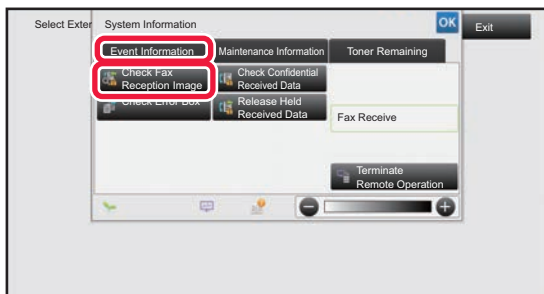 Select Exter
System Information
OK
Exit
Event Information
Maintenance Information
Toner Remaining
Check Fax
Reception Image
Check Confidential
Received Data
Check Error Box
Release Held
Received Data
Fax Receive
Terminate
Remote Operation